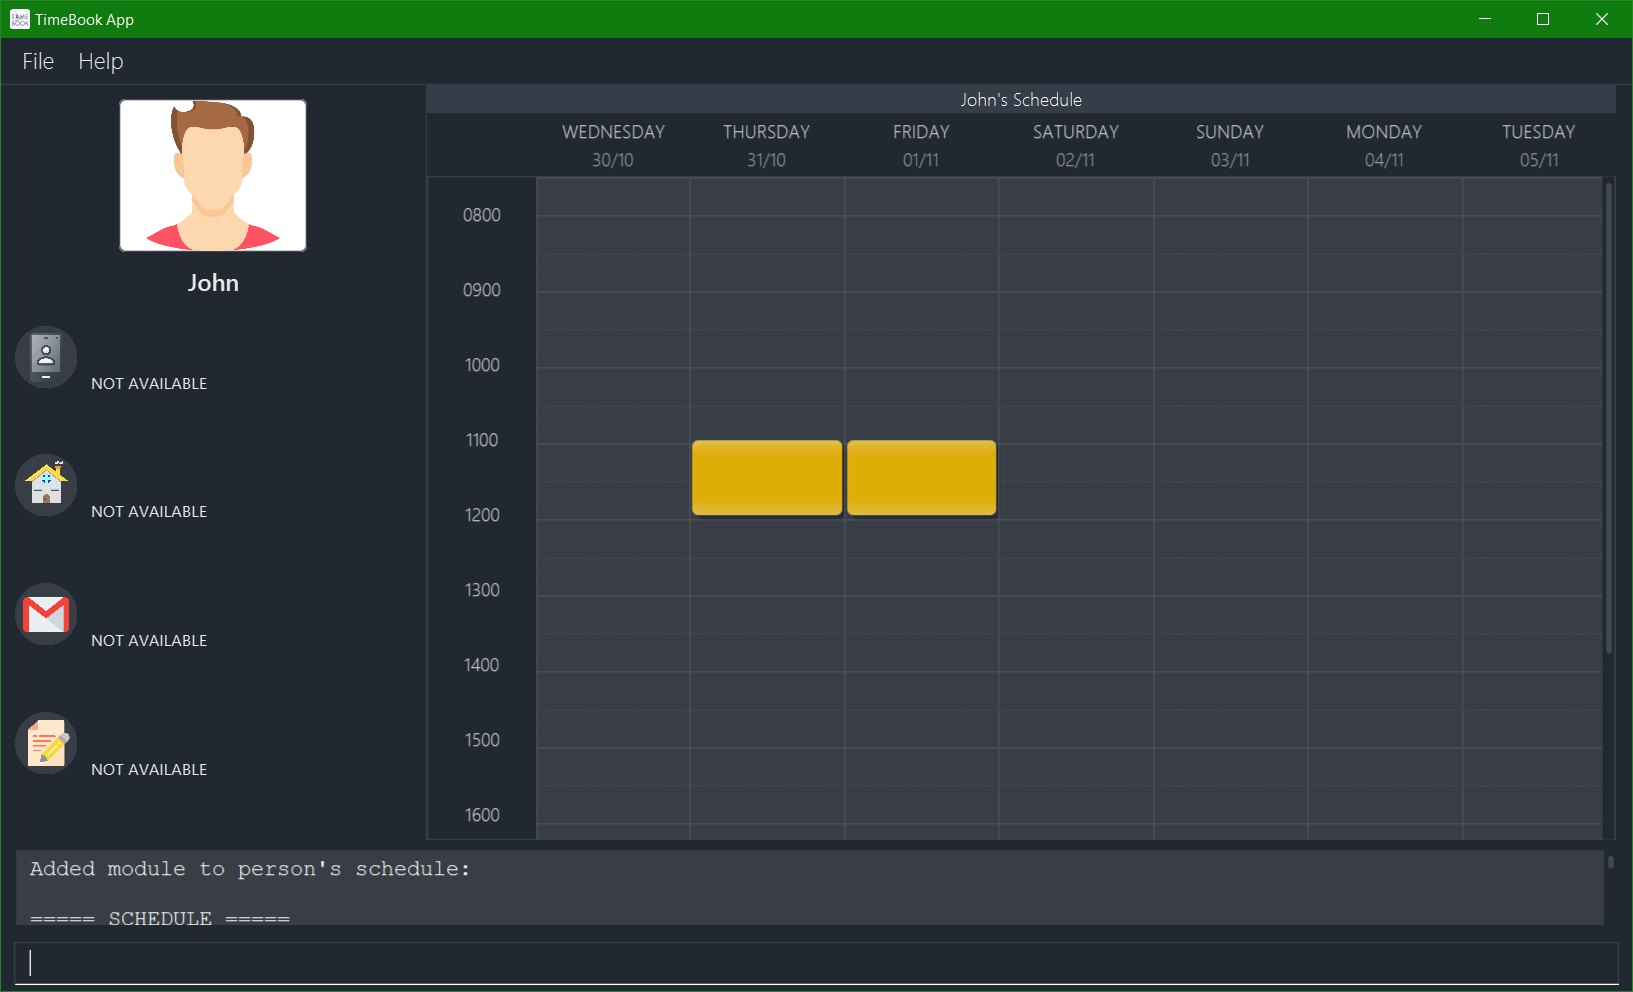 TimeBook App
File Help
John
NOT AVAILABLE
NOT AVAILABLE
NOT AVAILABLE
NOT AVAILABLE
John's Schedule
WEDNESDAY THURSDAY FRIDAY SATURDAY SUNDAY MONDAY TUESDAY
30/10 31/10 01/11 02/11 03/11 04/11 05/11
0800
0900
1000
1100
1200
1300
1400
1500
1600
Added module to person's schedule:
===== SCHEDULE =====